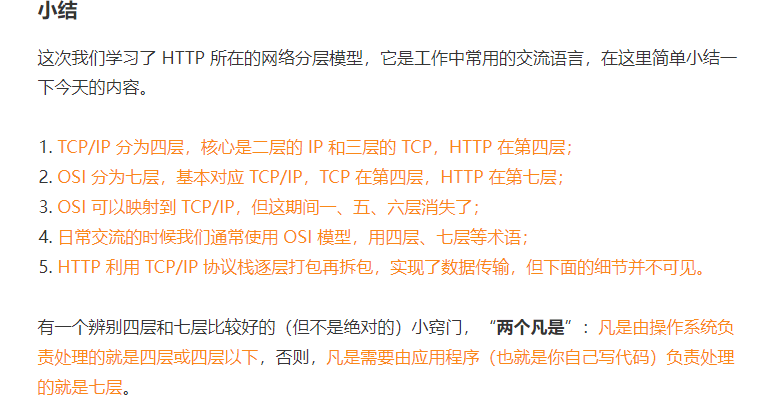 小结
这次我们学习了 HTTP 所在的网络分层模型，它是工作中常用的交流语言，在这里简单小结一
下今天的内容。
1. TCP/IP 分为四层，核心是二层的 IP 和三层的 TCP，HTTP 在第四层；
2. OSI 分为七层，基本对应 TCP/IP，TCP 在第四层，HTTP 在第七层；
3. OSI 可以映射到 TCP/IP，但这期间一、五、六层消失了；
4. 日常交流的时候我们通常使用 OSI 模型，用四层、七层等术语；
5. HTTP 利用 TCP/IP 协议栈逐层打包再拆包，实现了数据传输，但下面的细节并不可见。
有一个辨别四层和七层比较好的（但不是绝对的）小窍门，“两个凡是”：凡是由操作系统负
责处理的就是四层或四层以下，否则，凡是需要由应用程序（也就是你自己写代码）负责处理
的就是七层。